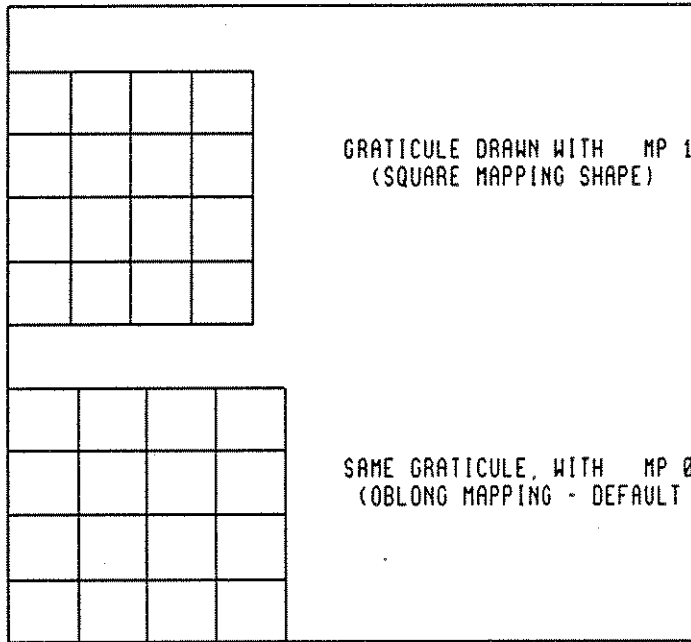 GRATICULE DRAWN WITH MP 1
(SQUARE MAPPING SHAPE)
SAME GRATICULE, WITH MP 0
(OBLONG MAPPING - DEFAULT